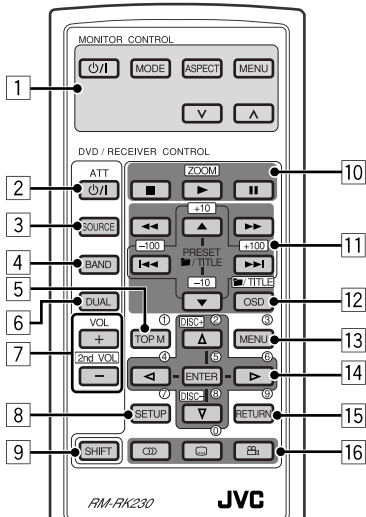 MONITOR CONTROL
⏻/I MODE ASPECT MENU
1
∨ ∧
DVD / RECEIVER CONTROL
ATT
ZOOM
10
2
⏻/I ■ ► ❚❚
+10
3
SOURCE ◄◄ ▲ ►►
–100 +100
11
PRESET
/ TITLE
4
BAND I◄◄ ►►I
5
–10 / TITLE
6
DUAL ▼ OSD
12
VOL
① DISC+ ② ③
7
+ TOP M ∆ MENU
13
2nd VOL
④ ⑤ ⑥
– ENTER
14
⑦ DISC– ⑧ ⑨
8
SETUP ∇ RETURN
15
⓪
9
SHIFT
16
RM-RK230 JVC